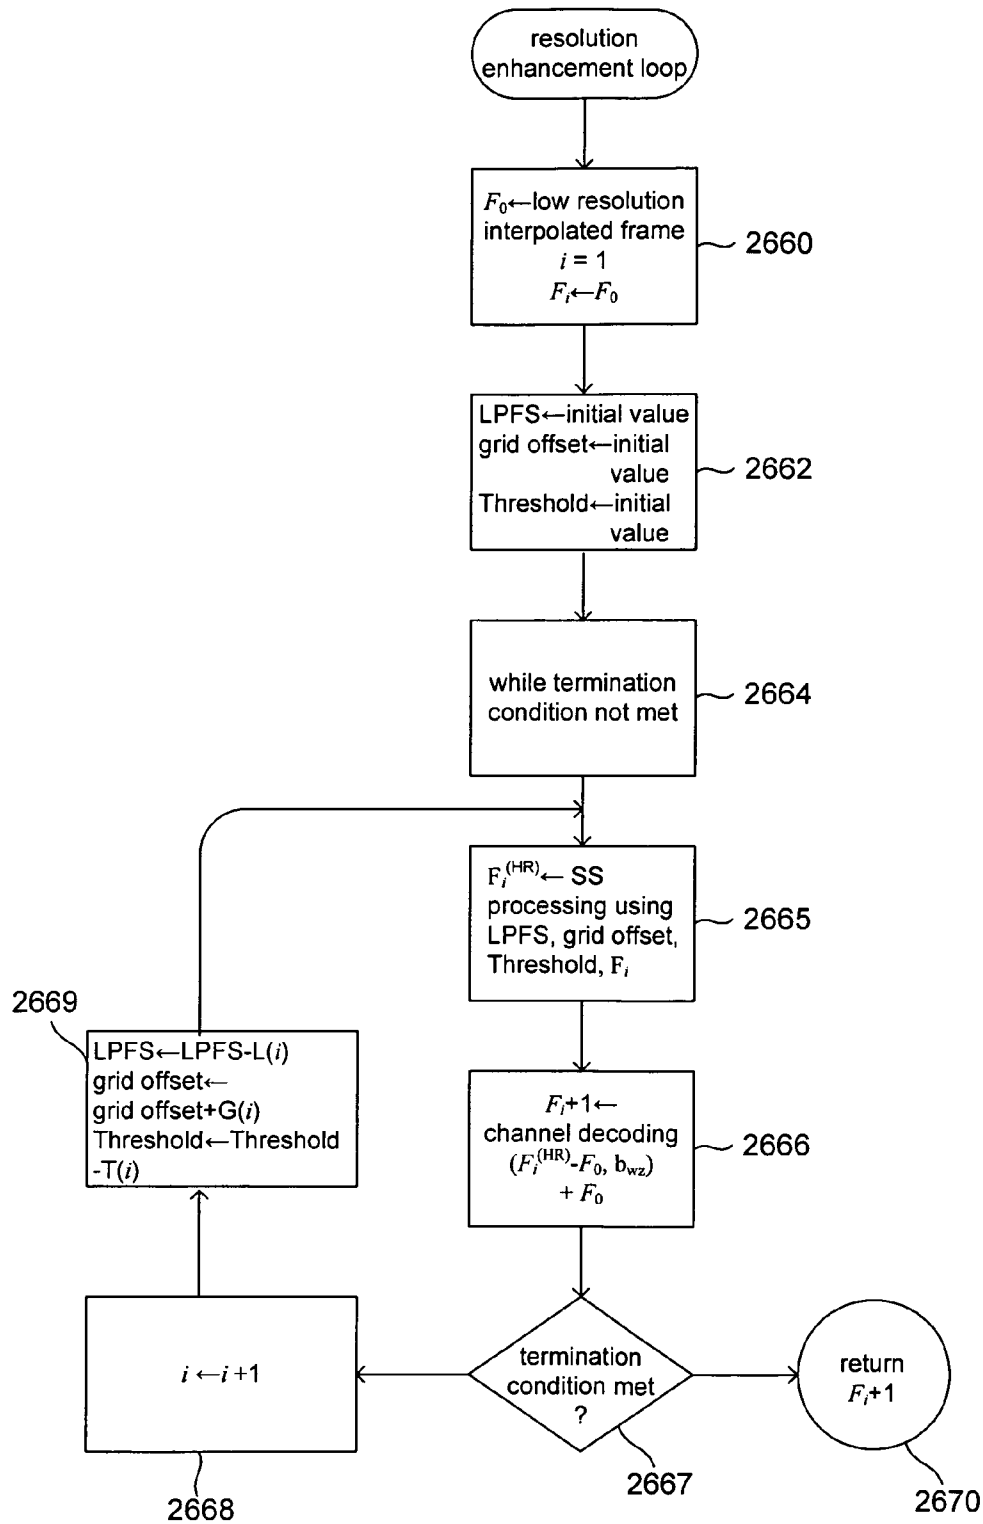 resolution
enhancement loop
F₀←low resolution
interpolated frame
i = 1
Fᵢ←F₀
2660
LPFS←initial value
grid offset←initial
value
Threshold←initial
value
2662
while termination
condition not met
2664
Fᵢ⁽ᴴᴿ⁾← SS
processing using
LPFS, grid offset,
Threshold, Fᵢ
2665
2669
LPFS←LPFS-L(i)
grid offset←
grid offset+G(i)
Threshold←Threshold
-T(i)
Fᵢ+1←
channel decoding
(Fᵢ⁽ᴴᴿ⁾-F₀, b_wz)
+ F₀
2666
i ←i +1
2668
termination
condition met
?
2667
return
Fᵢ+1
2670